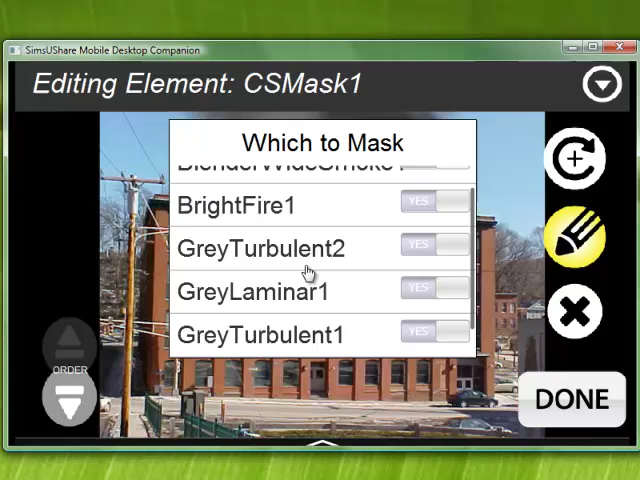 SimsUShare Mobile Desktop Companion
Editing Element: CSMask1
Which to Mask
BlenderWideSmoke1
BrightFire1 YES
GreyTurbulent2 YES
GreyLaminar1 YES
GreyTurbulent1 YES
ORDER
DONE